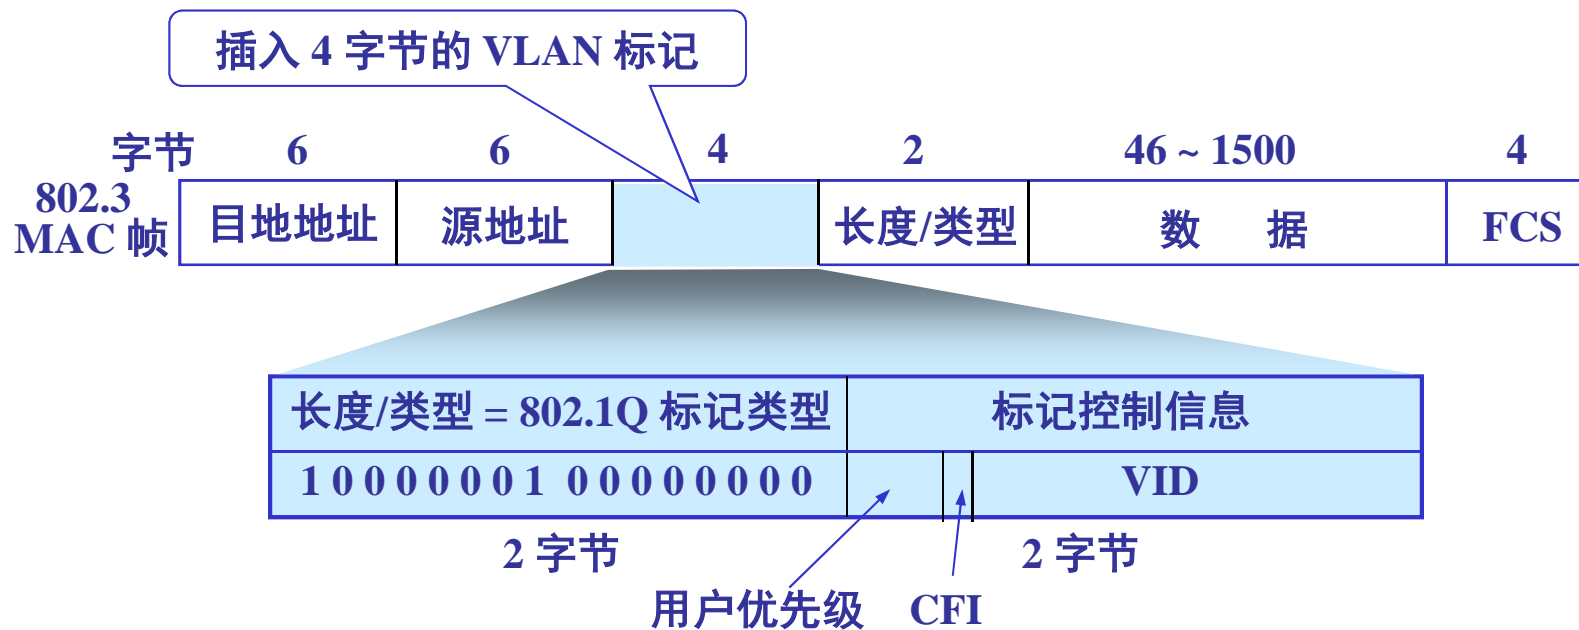 插入 4 字节的 VLAN 标记
字节 6 6 4 2 46 ~ 1500 4
802.3
MAC 帧
目地地址 源地址 长度/类型 数 据 FCS
长度/类型 = 802.1Q 标记类型 标记控制信息
1 0 0 0 0 0 0 1 0 0 0 0 0 0 0 0 VID
2 字节 2 字节
用户优先级 CFI